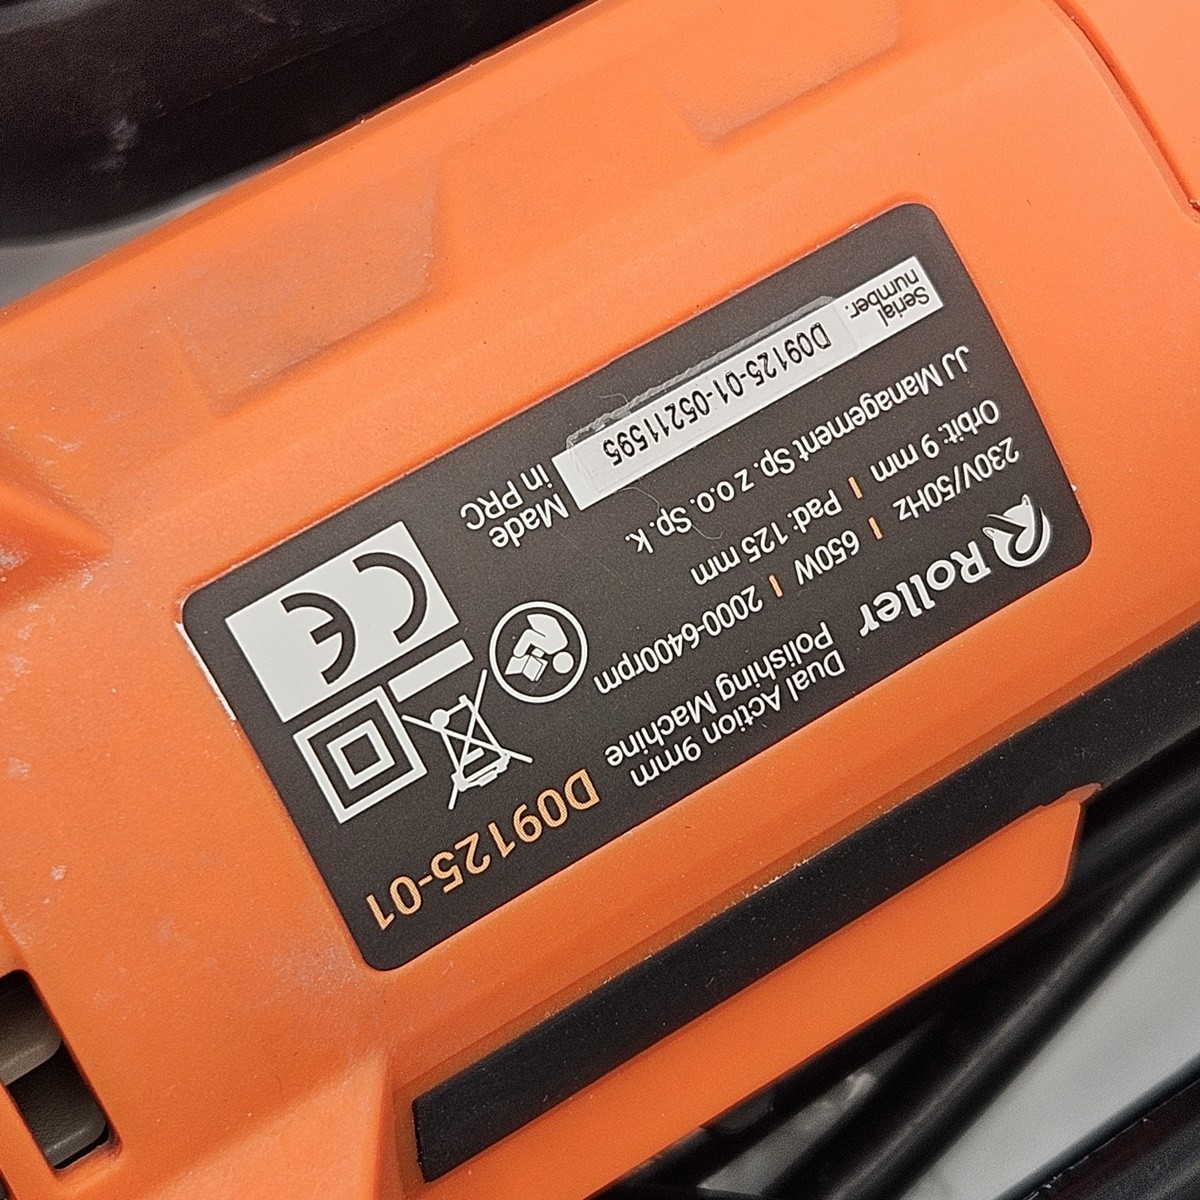 Roller
Dual Action 9mm
Polishing Machine
D09125-01
230V/50Hz | 650W | 2000-6400rpm
Orbit: 9 mm | Pad: 125 mm
JJ Management Sp. z o.o. Sp. k.
Serial
number:
D09125-01-05211595
Made
in PRC
CE